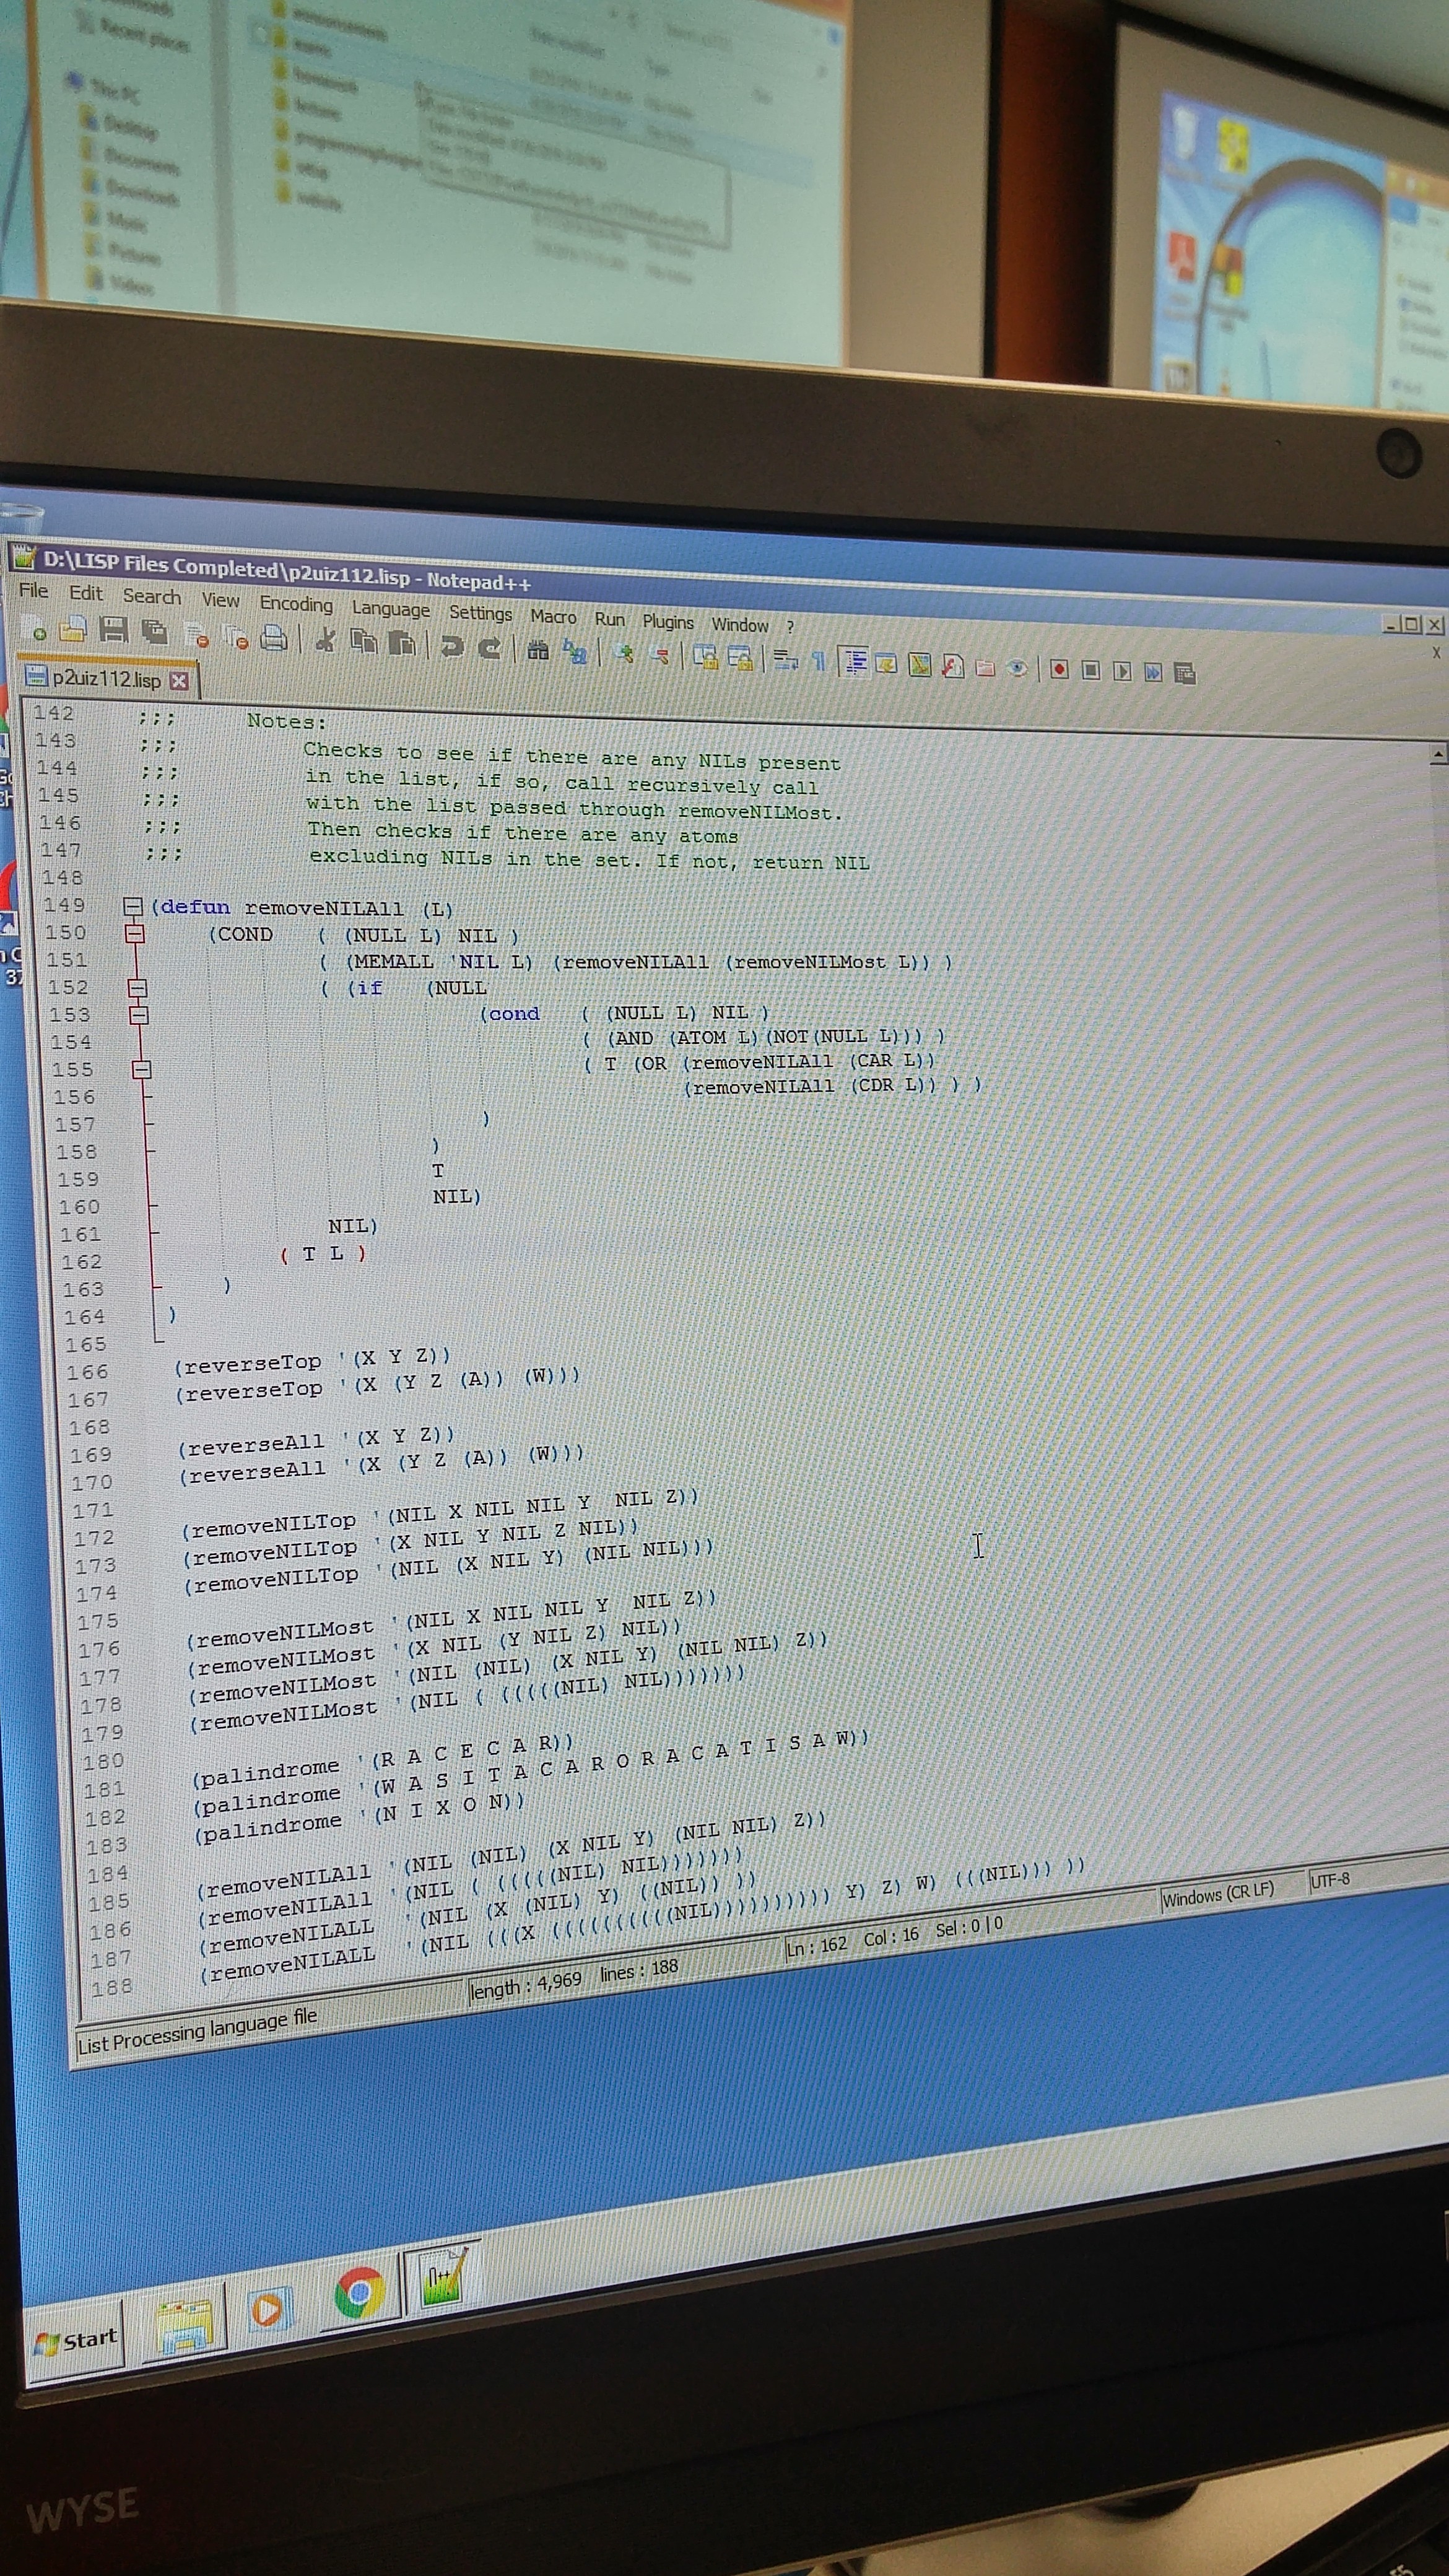 Recent places
This PC
Desktop
Documents
Downloads
Music
Pictures
Videos
D:\LISP Files Completed\p2uiz112.lisp - Notepad++
File Edit Search View Encoding Language Settings Macro Run Plugins Window ?
X
p2uiz112.lisp
142 ;;; Notes:
143 ;;; Checks to see if there are any NILs present
144 ;;; in the list, if so, call recursively call
145 ;;; with the list passed through removeNILMost.
146 ;;; Then checks if there are any atoms
147 ;;; excluding NILs in the set. If not, return NIL
148
149 (defun removeNILAll (L)
150 (COND ( (NULL L) NIL )
151 ( (MEMALL 'NIL L) (removeNILAll (removeNILMost L)) )
152 ( (if (NULL
153 (cond ( (NULL L) NIL )
154 ( (AND (ATOM L)(NOT(NULL L))) )
155 ( T (OR (removeNILAll (CAR L))
156 (removeNILAll (CDR L)) ) )
157 )
158 )
159 T
160 NIL)
161 NIL)
162 ( T L )
163 )
164 )
165
166 (reverseTop '(X Y Z))
167 (reverseTop '(X (Y Z (A)) (W)))
168
169 (reverseAll '(X Y Z))
170 (reverseAll '(X (Y Z (A)) (W)))
171
172 (removeNILTop '(NIL X NIL NIL Y NIL Z))
173 (removeNILTop '(X NIL Y NIL Z NIL))
174 (removeNILTop '(NIL (X NIL Y) (NIL NIL)))
175
176 (removeNILMost '(NIL X NIL NIL Y NIL Z))
177 (removeNILMost '(X NIL (Y NIL Z) NIL))
178 (removeNILMost '(NIL (NIL) (X NIL Y) (NIL NIL) Z))
179 (removeNILMost '(NIL ( (((((NIL) NIL)))))))
180
181 (palindrome '(R A C E C A R))
182 (palindrome '(W A S I T A C A R O R A C A T I S A W))
183 (palindrome '(N I X O N))
184
185 (removeNILAll '(NIL (NIL) (X NIL Y) (NIL NIL) Z))
186 (removeNILAll '(NIL ( (((((NIL) NIL)))))))
187 (removeNILALL '(NIL (X (NIL) Y) ((NIL)) ))
188 (removeNILALL '(NIL (((X ((((((((((NIL)))))))))) Y) Z) W) (((NIL))) ))
List Processing language file length : 4,969 lines : 188 Ln : 162 Col : 16 Sel : 0 | 0 Windows (CR LF) UTF-8
Start
WYSE